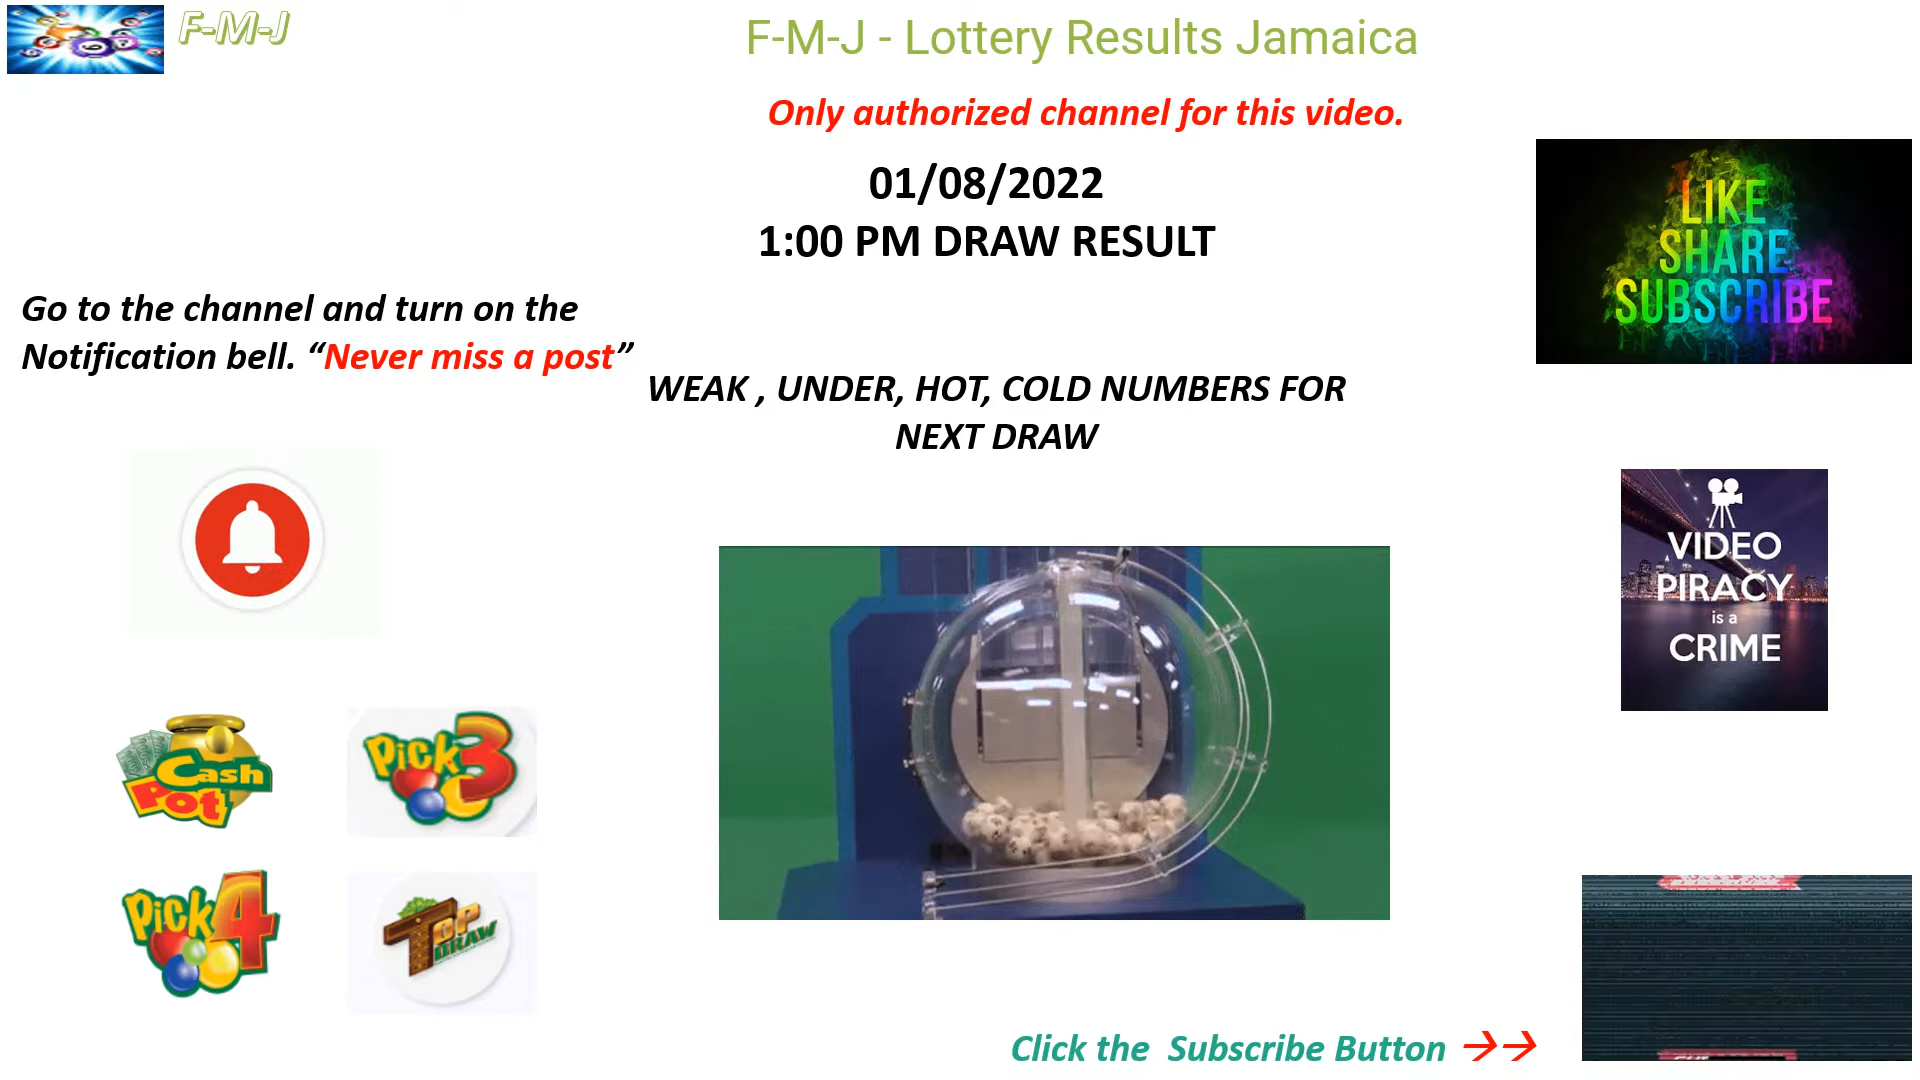 F-M-J
F-M-J - Lottery Results Jamaica
Only authorized channel for this video.
01/08/2022
1:00 PM DRAW RESULT
LIKE
SHARE
SUBSCRIBE
Go to the channel and turn on the
Notification bell. “Never miss a post”
WEAK , UNDER, HOT, COLD NUMBERS FOR
NEXT DRAW
VIDEO
PIRACY
is a
CRIME
Cash
Pot
Pick 3
Pick 4
TOP
DRAW
Click the  Subscribe Button →→